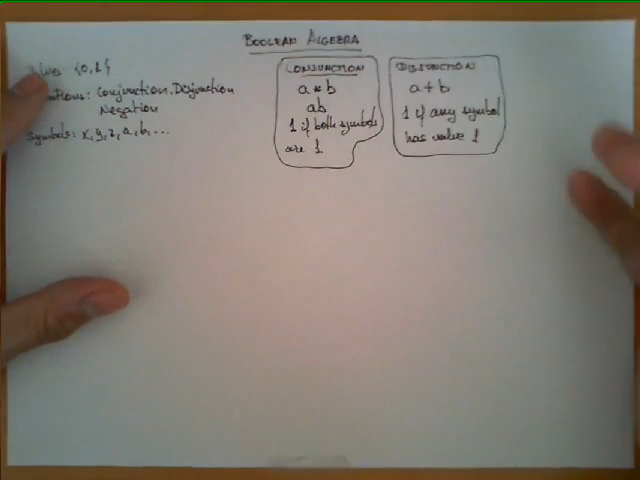 BOOLEAN ALGEBRA
{0,1}
Conjunction, Disjunction
Negation
Symbols: x, y, z, a, b, ...
CONJUNCTION
a * b
ab
1 if both symbols
are 1
DISJUNCTION
a + b
1 if any symbol
has value 1